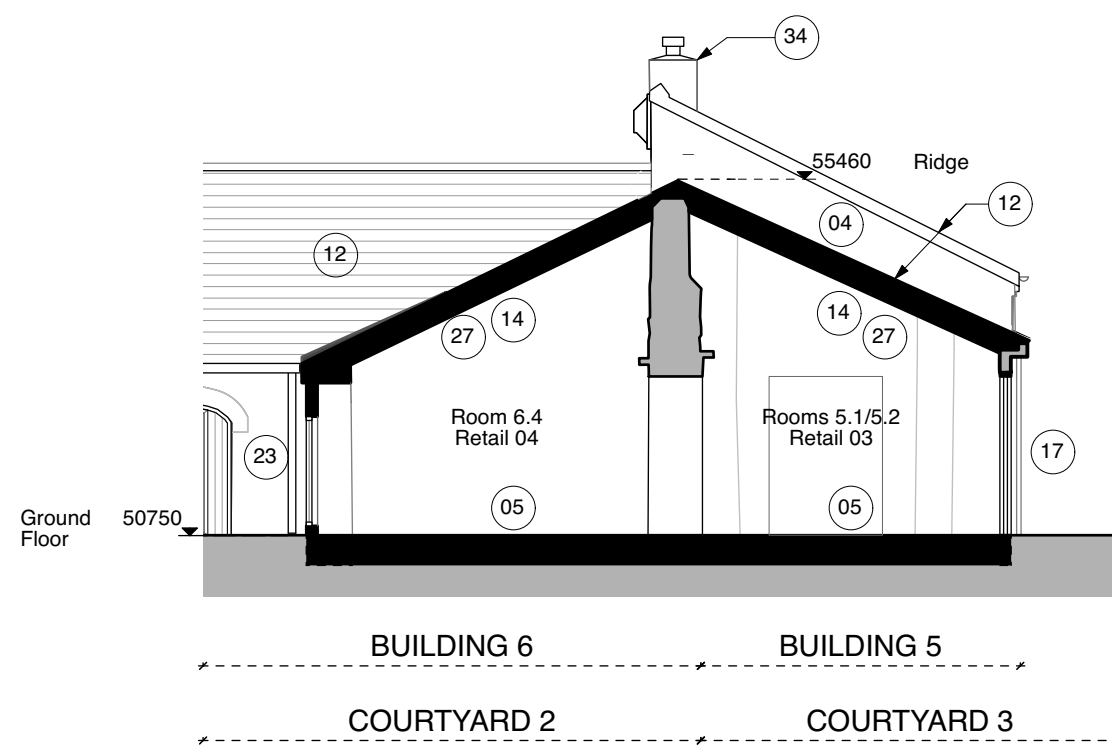 34
55460 Ridge
12
04
12
14
14
27
27
Room 6.4
Retail 04
Rooms 5.1/5.2
Retail 03
23
17
05
05
Ground
Floor
50750
BUILDING 6
BUILDING 5
COURTYARD 2
COURTYARD 3